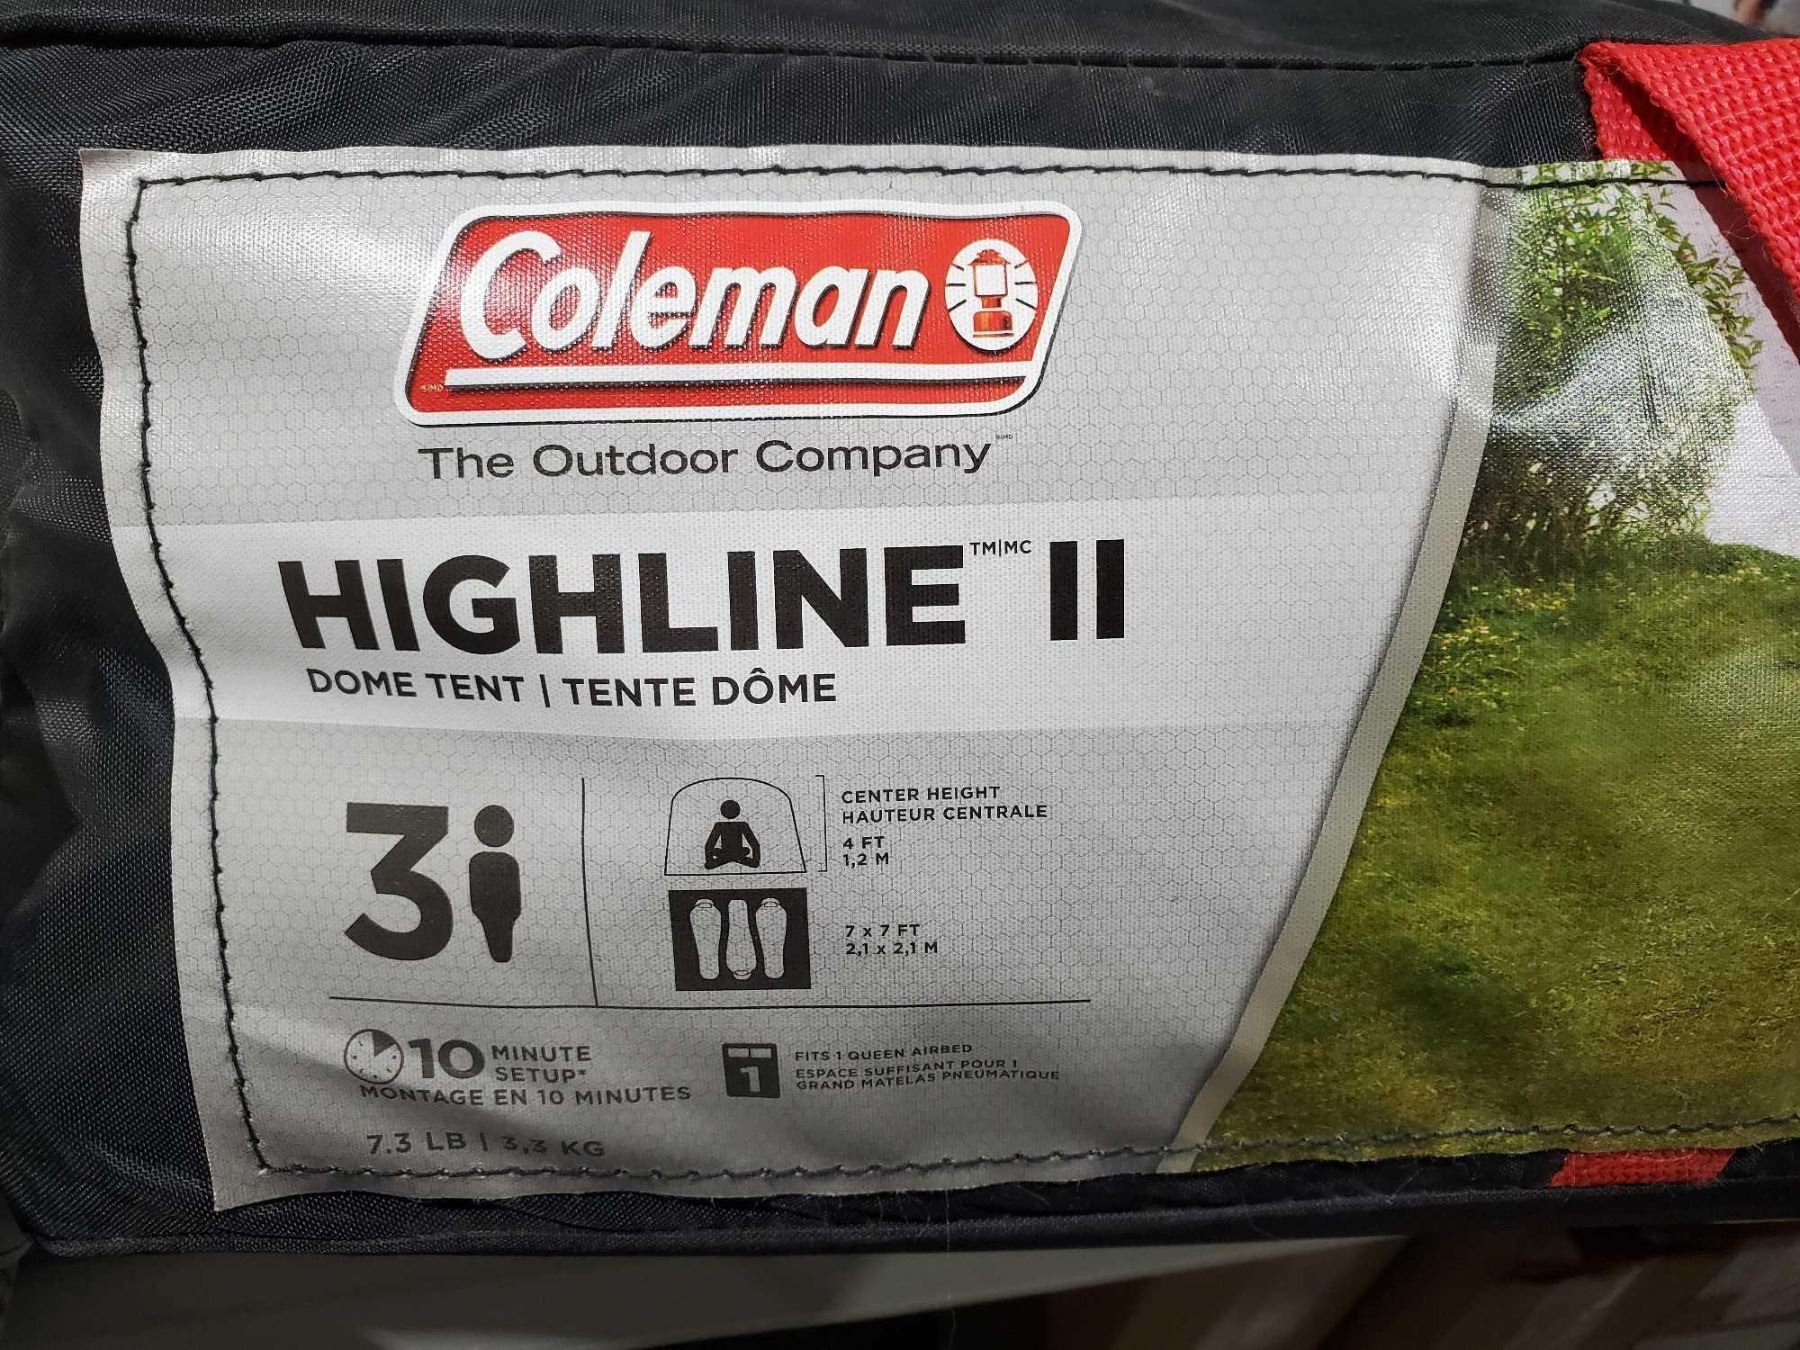 Coleman
The Outdoor Company
HIGHLINE™|MC II
DOME TENT | TENTE DÔME
3
CENTER HEIGHT
HAUTEUR CENTRALE
4 FT
1,2 M
7 x 7 FT
2,1 x 2,1 M
10 MINUTE
SETUP*
MONTAGE EN 10 MINUTES
1
FITS 1 QUEEN AIRBED
ESPACE SUFFISANT POUR 1
GRAND MATELAS PNEUMATIQUE
7.3 LB | 3,3 KG